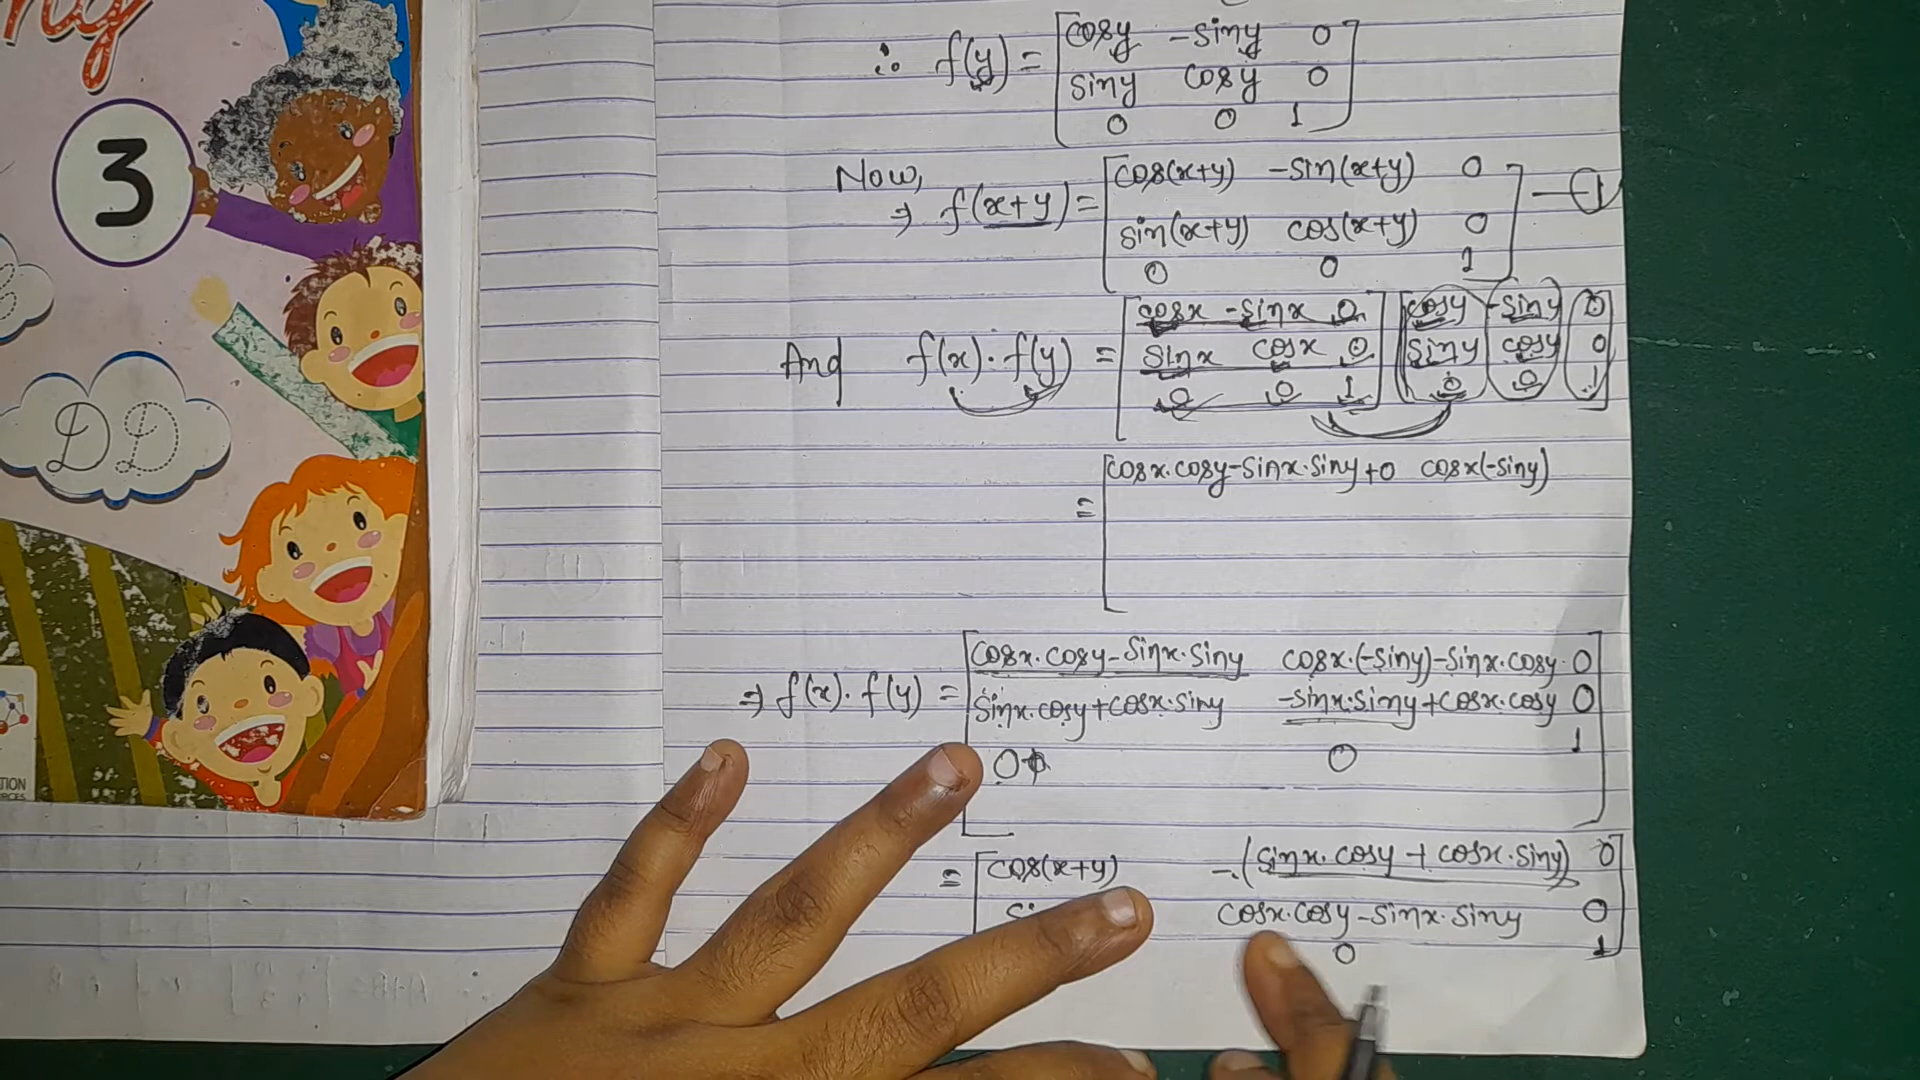 ng
3
DD
TION
∴ f(y) = [cosy -siny 0
siny cosy 0
0 0 1]
Now,
⇒ f(x+y) = [cos(x+y) -sin(x+y) 0
sin(x+y) cos(x+y) 0
0 0 1] — 1
And f(x)·f(y) = [cosx -sinx 0 [cosy -siny 0
sinx cosx 0 siny cosy 0
0 0 1] 0 0 1]
= [cosx·cosy-sinx·siny+0 cosx(-siny)
⇒ f(x)·f(y) = [cosx·cosy-sinx·siny cosx·(-siny)-sinx·cosy 0
sinx·cosy+cosx·siny -sinx·siny+cosx·cosy 0
0 0 1]
= [cos(x+y) -(sinx·cosy+cosx·siny) 0
cosx·cosy-sinx·siny 0
0 1]